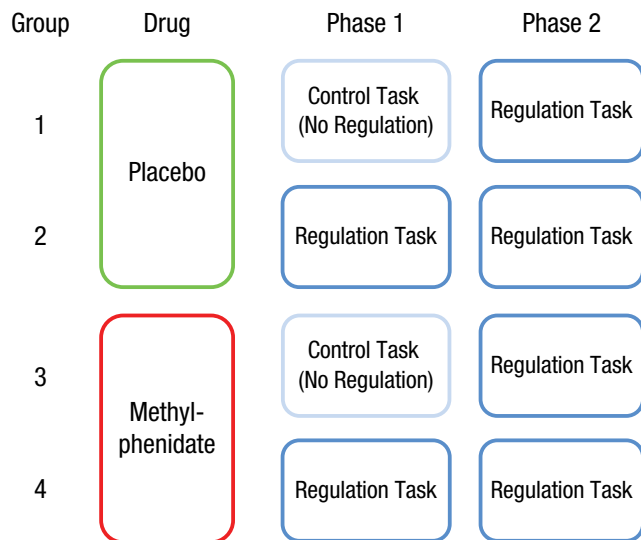 Group Drug Phase 1 Phase 2
1
Placebo
Control Task
(No Regulation)
Regulation Task
2
Regulation Task
Regulation Task
3
Methyl-
phenidate
Control Task
(No Regulation)
Regulation Task
4
Regulation Task
Regulation Task